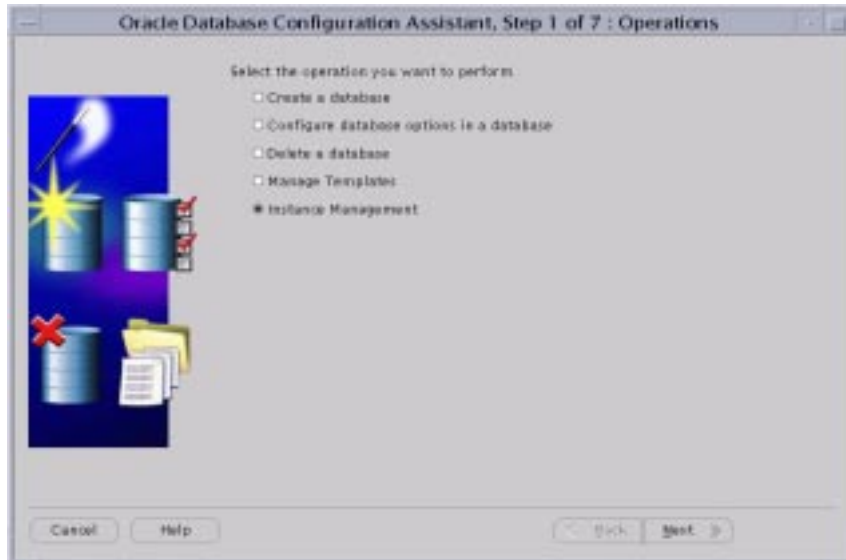 Oracle Database Configuration Assistant, Step 1 of 7 : Operations
Select the operation you want to perform
Create a database
Configure database options in a database
Delete a database
Manage Templates
Instance Management
Cancel
Help
Back
Next